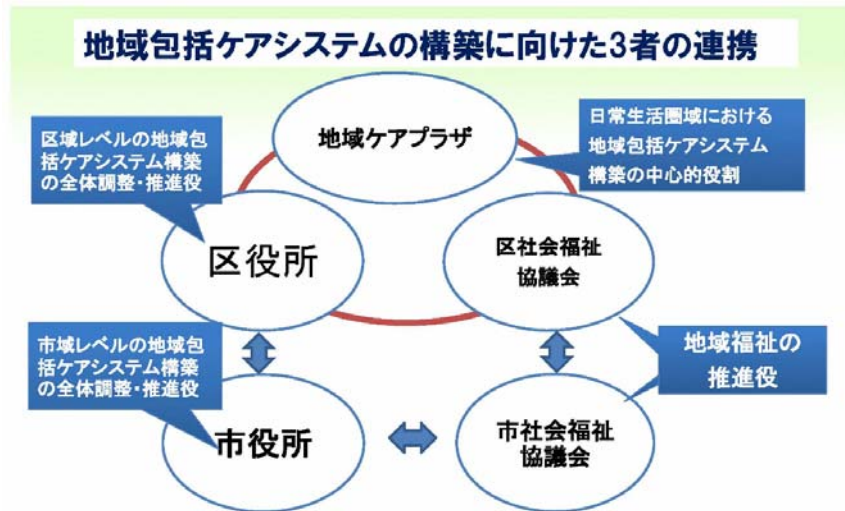 地域包括ケアシステムの構築に向けた3者の連携
地域ケアプラザ
日常生活圏域における
地域包括ケアシステム
構築の中心的役割
区域レベルの地域包
括ケアシステム構築
の全体調整・推進役
区役所
区社会福祉
協議会
市域レベルの地域包
括ケアシステム構築
の全体調整・推進役
地域福祉の
推進役
市役所
市社会福祉
協議会